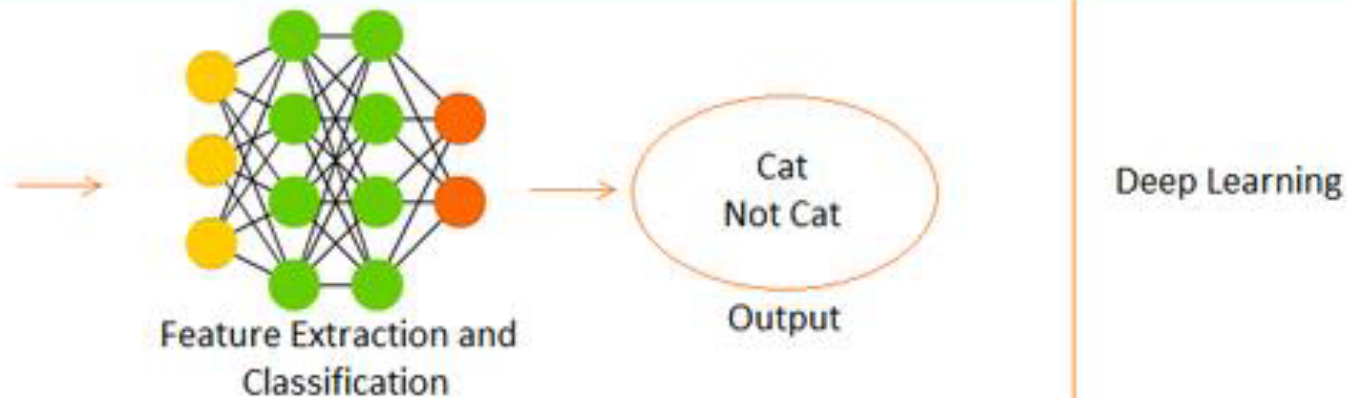 Cat
Not Cat
Deep Learning
Output
Feature Extraction and
Classification